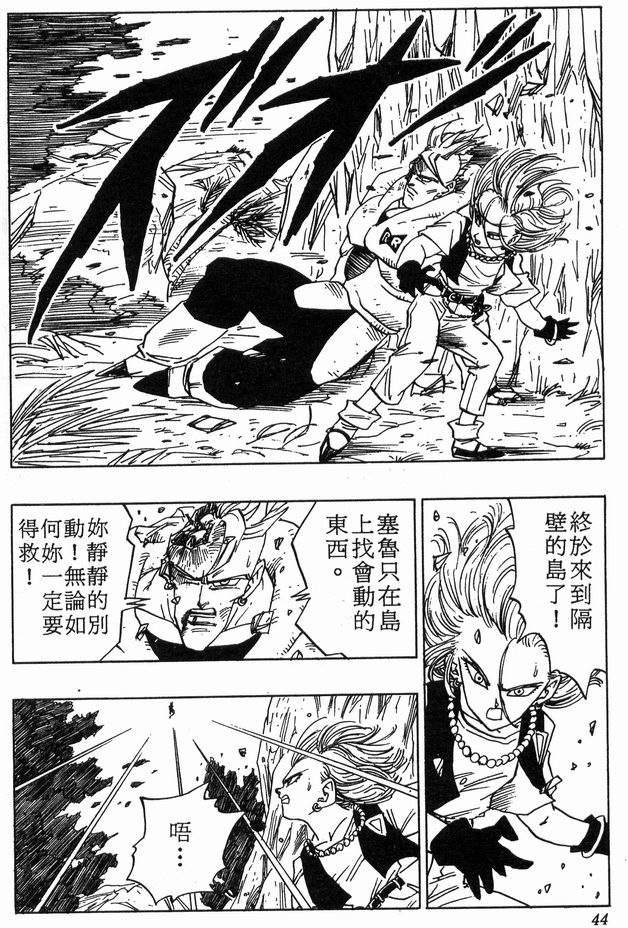 ズオオ
終於來到隔
壁的島了！
塞魯只在島
上找會動的
東西。
妳靜靜的別
動！無論如
何妳一定要
得救！
唔…
44